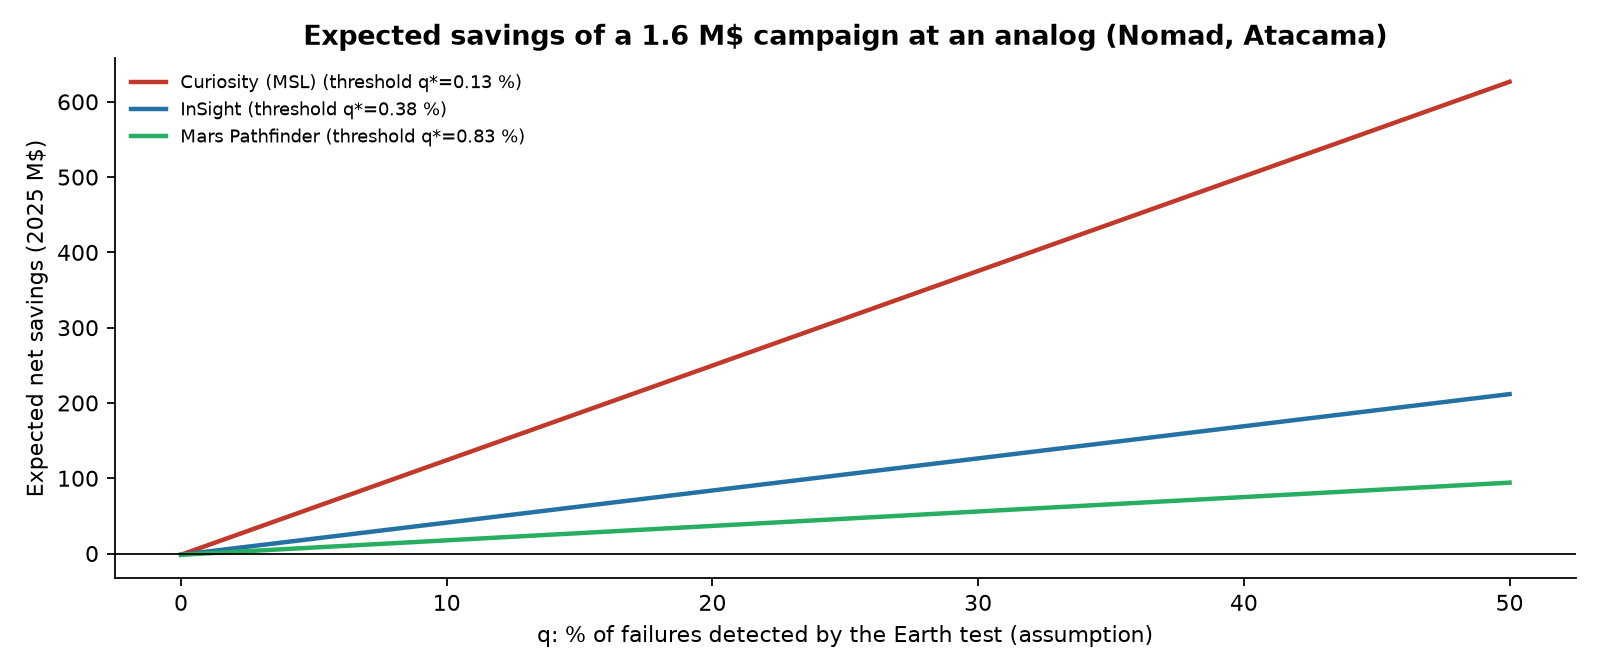 Expected savings of a 1.6 M$ campaign at an analog (Nomad, Atacama)
Curiosity (MSL) (threshold q*=0.13 %)
InSight (threshold q*=0.38 %)
Mars Pathfinder (threshold q*=0.83 %)
Expected net savings (2025 M$)
600
500
400
300
200
100
0
0 10 20 30 40 50
q: % of failures detected by the Earth test (assumption)